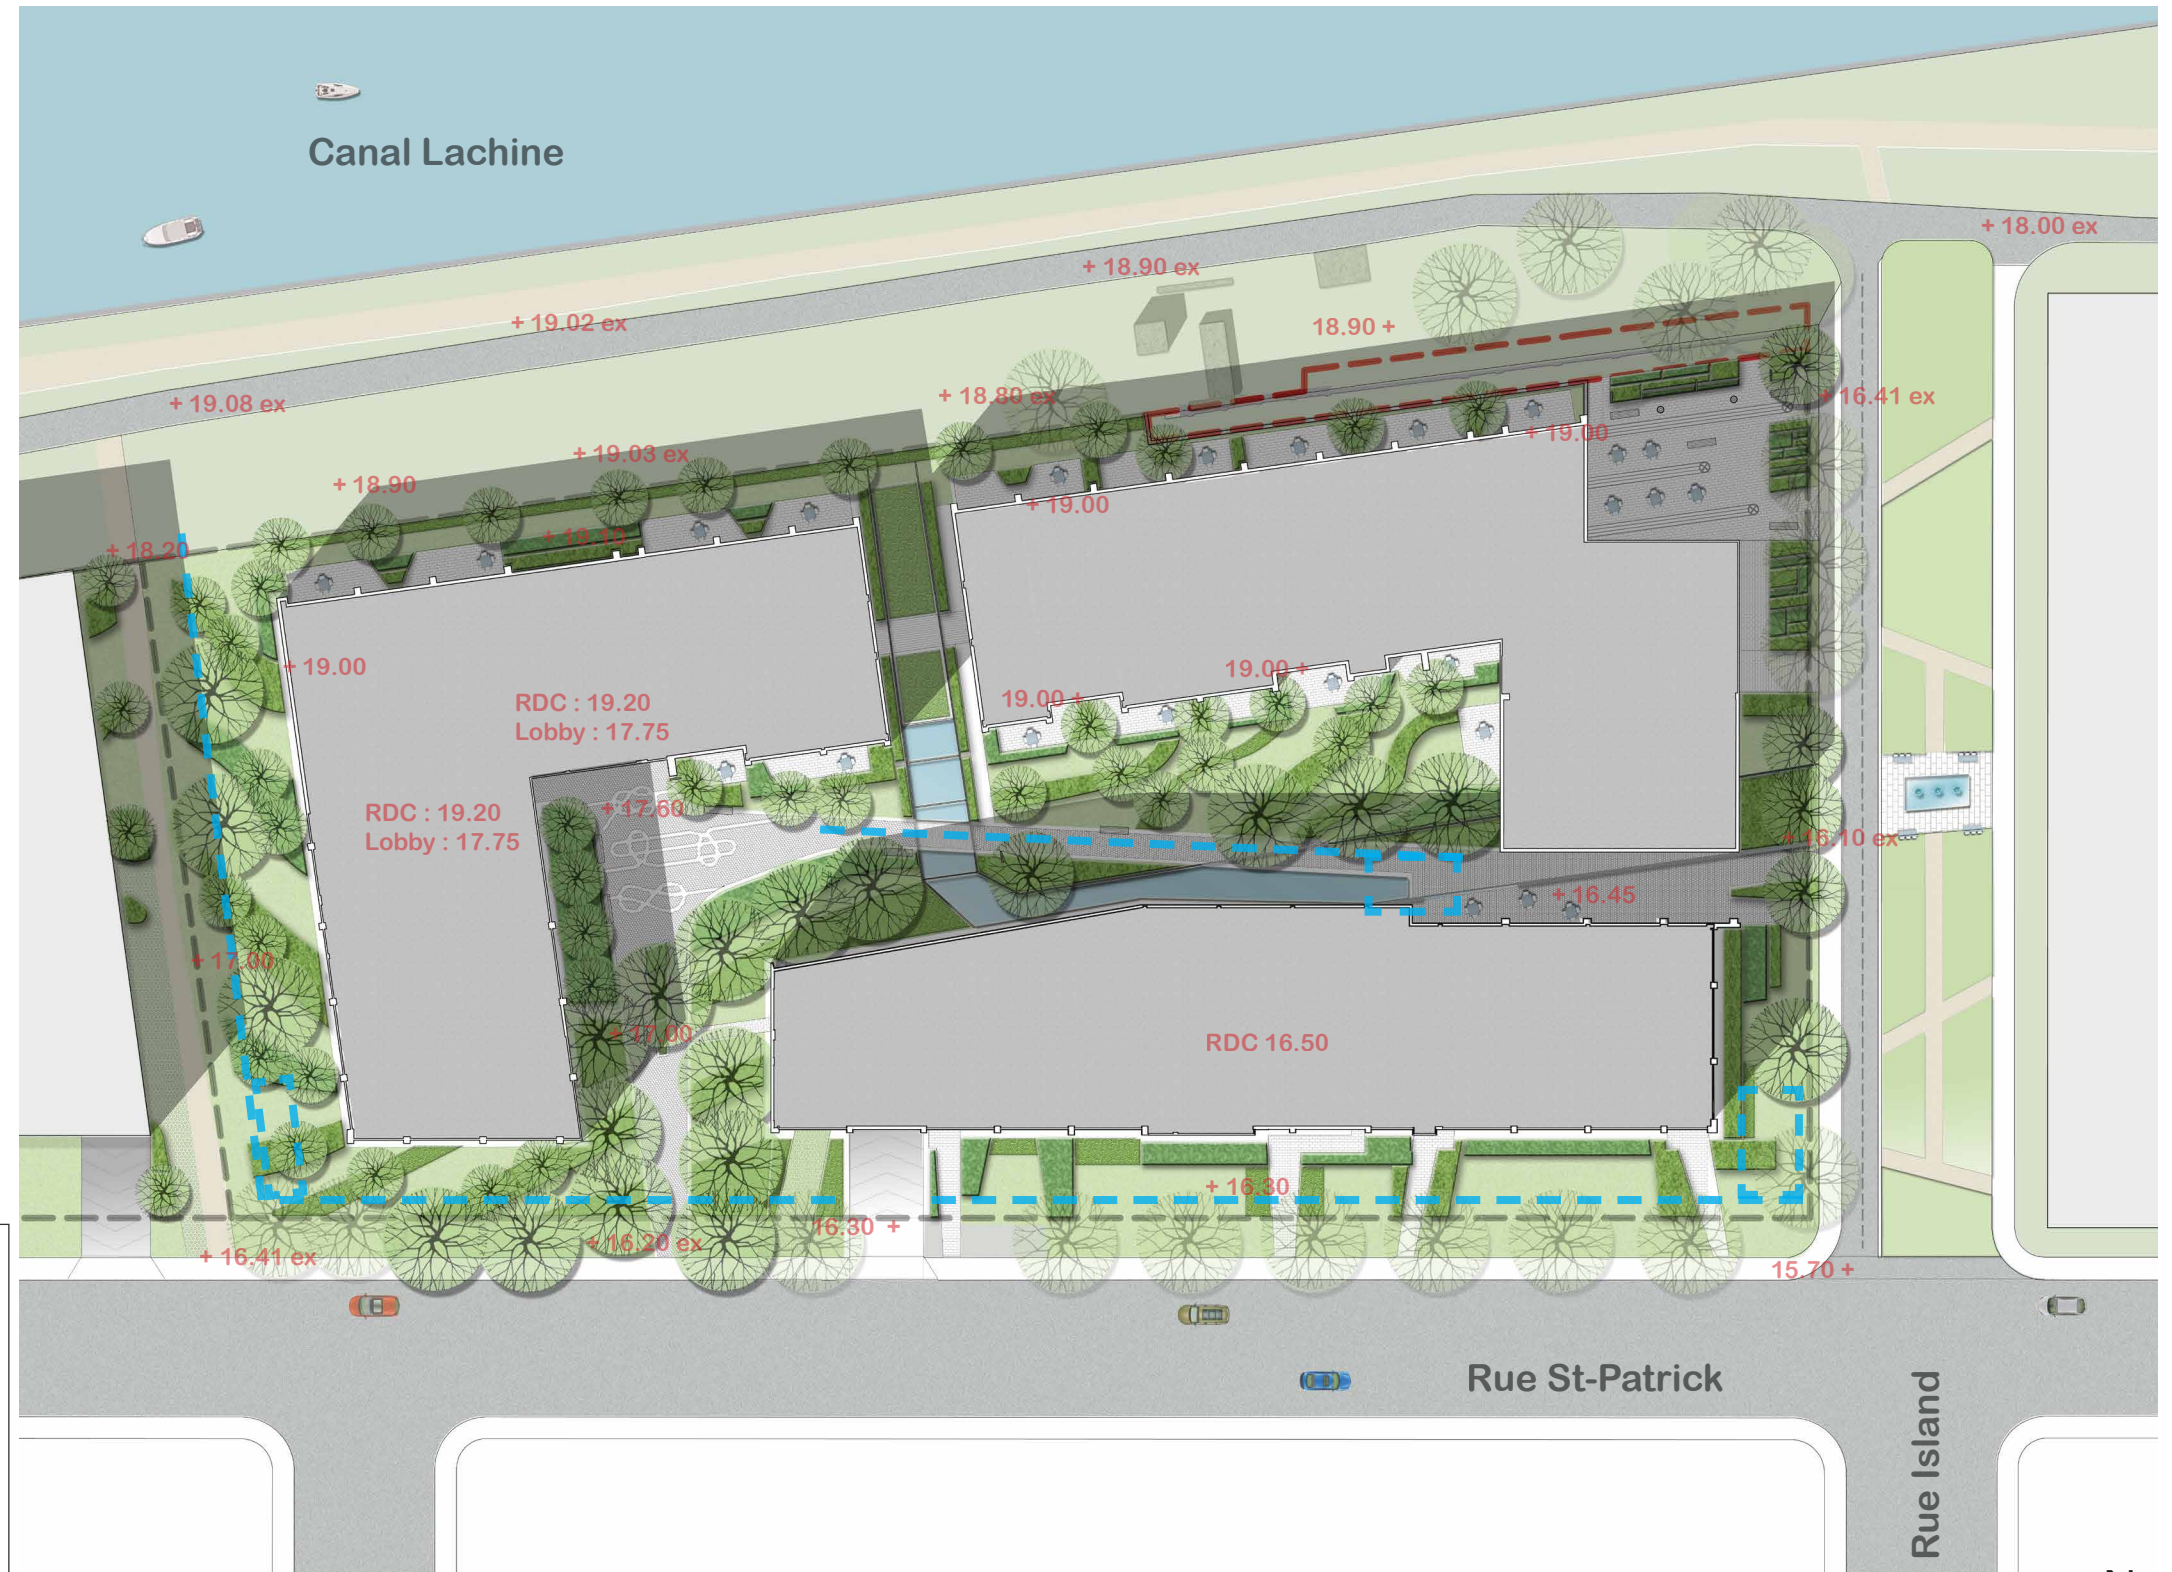 Canal Lachine
+ 18.00 ex
+ 18.90 ex
+ 19.02 ex
18.90 +
+ 18.80 ex
+ 16.41 ex
+ 19.08 ex
+ 19.00
+ 19.03 ex
+ 18.90
+ 19.00
+ 19.10
+ 18.20
+ 19.00
19.00 +
19.00 +
RDC : 19.20
Lobby : 17.75
+ 17.60
RDC : 19.20
Lobby : 17.75
+ 16.10 ex
+ 16.45
+ 17.00
+ 17.00
RDC 16.50
+ 16.30
16.30 +
+ 16.20 ex
+ 16.41 ex
15.70 +
Rue St-Patrick
Rue Island